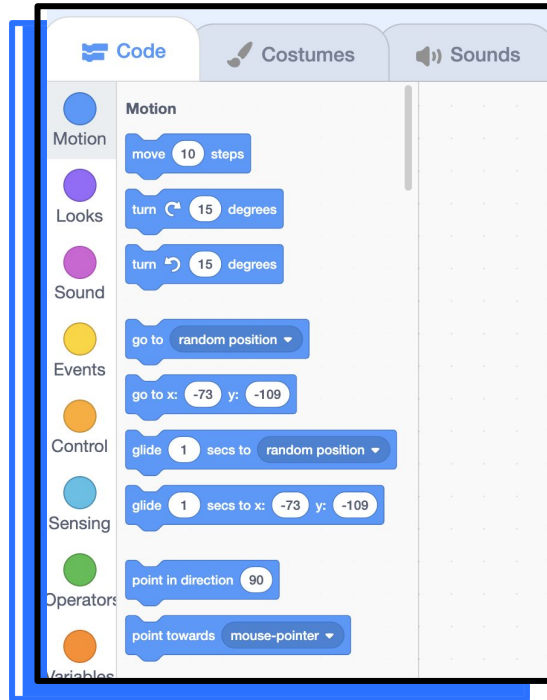 Code Costumes Sounds
Motion
Looks
Sound
Events
Control
Sensing
Operators
Variables
Motion
move 10 steps
turn 15 degrees
turn 15 degrees
go to random position
go to x: -73 y: -109
glide 1 secs to random position
glide 1 secs to x: -73 y: -109
point in direction 90
point towards mouse-pointer